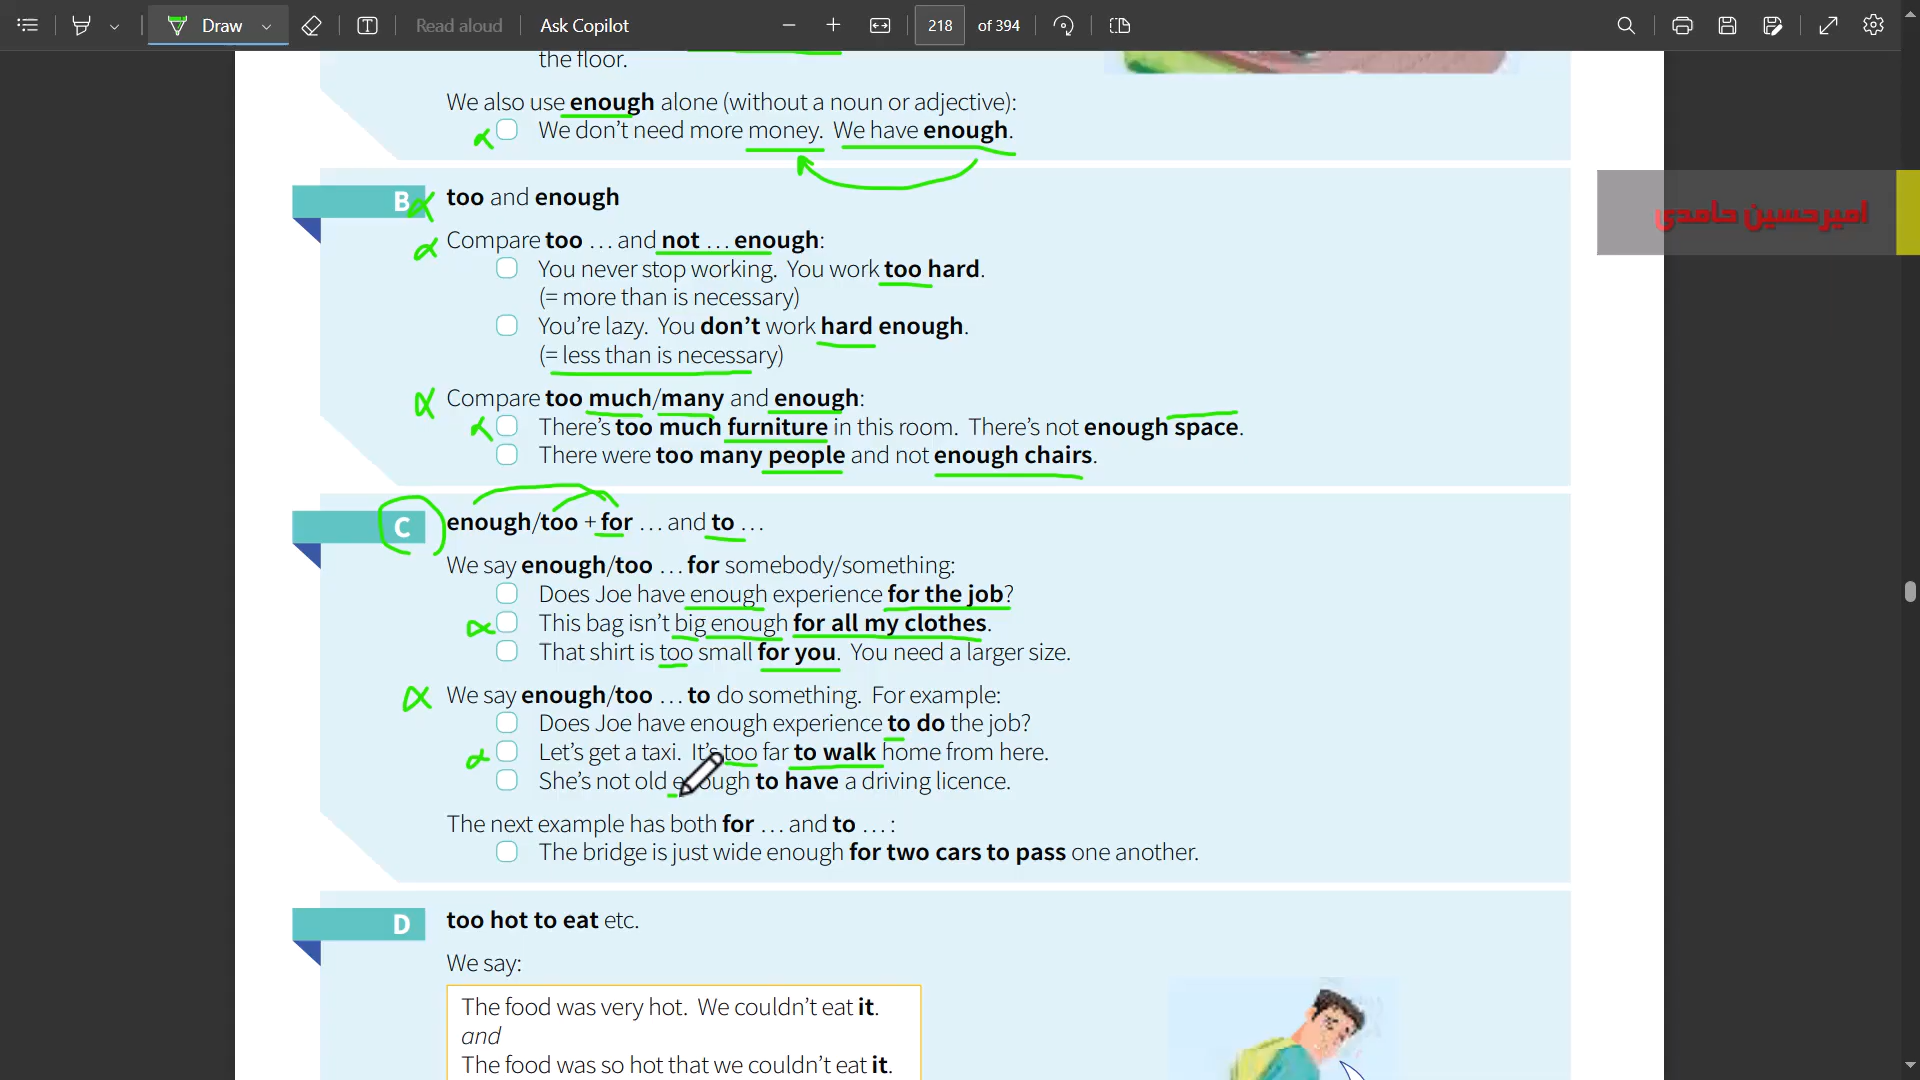 Draw
Read aloud
Ask Copilot
218
of 394
the floor.
We also use enough alone (without a noun or adjective):
We don't need more money. We have enough.
B
too and enough
امیرحسین حامدی
Compare too … and not … enough:
You never stop working. You work too hard.
(= more than is necessary)
You're lazy. You don't work hard enough.
(= less than is necessary)
Compare too much/many and enough:
There's too much furniture in this room. There's not enough space.
There were too many people and not enough chairs.
C
enough/too + for … and to …
We say enough/too … for somebody/something:
Does Joe have enough experience for the job?
This bag isn't big enough for all my clothes.
That shirt is too small for you. You need a larger size.
We say enough/too … to do something. For example:
Does Joe have enough experience to do the job?
Let's get a taxi. It's too far to walk home from here.
She's not old enough to have a driving licence.
The next example has both for … and to … :
The bridge is just wide enough for two cars to pass one another.
D
too hot to eat etc.
We say:
The food was very hot. We couldn't eat it.
and
The food was so hot that we couldn't eat it.